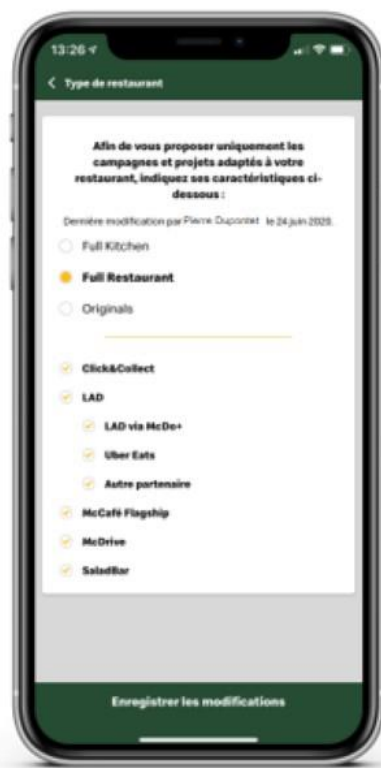 13:26
Type de restaurant
Afin de vous proposer uniquement les
campagnes et projets adaptés à votre
restaurant, indiquez ses caractéristiques ci-
dessous :
Dernière modification par Pierre Dupontet le 24 juin 2020.
Full Kitchen
Full Restaurant
Originals
Click&Collect
LAD
LAD via McDo+
Uber Eats
Autre partenaire
McCafé Flagship
McDrive
SaladBar
Enregistrer les modifications